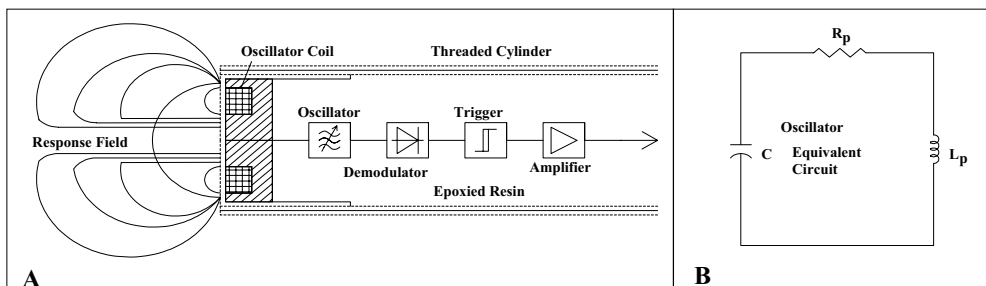 Oscillator Coil
Threaded Cylinder
Oscillator
Trigger
Response Field
Demodulator
Amplifier
Epoxied Resin
A
Rp
Oscillator
C
Equivalent
Circuit
Lp
B